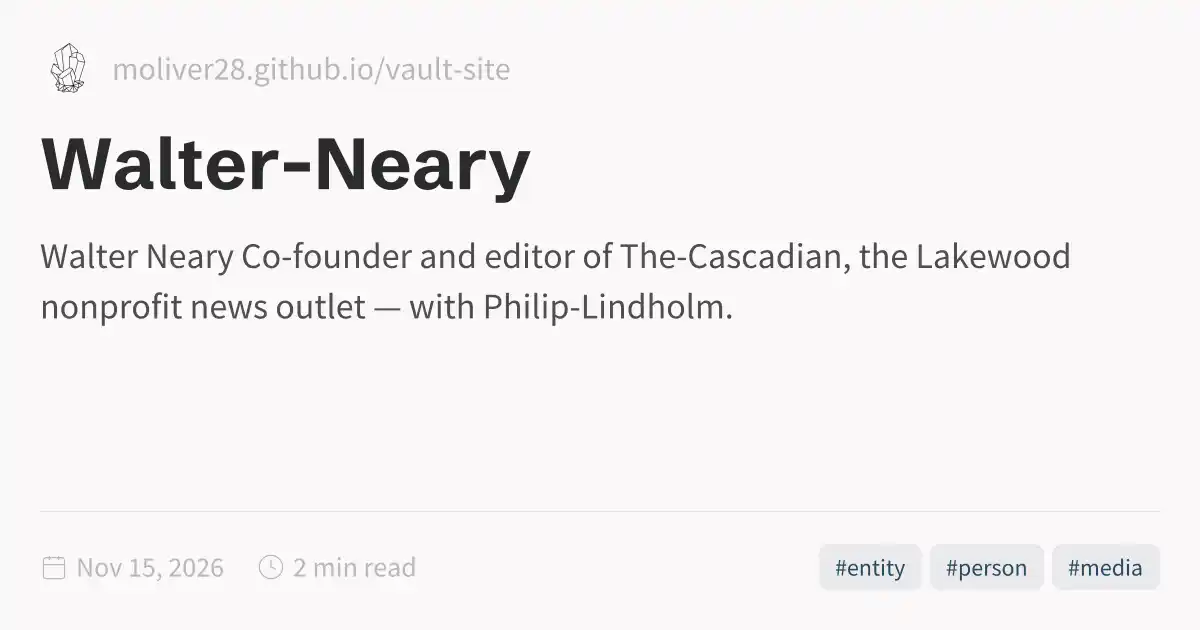 moliver28.github.io/vault-site
Walter-Neary
Walter Neary Co-founder and editor of The-Cascadian, the Lakewood
nonprofit news outlet — with Philip-Lindholm.
Nov 15, 2026 2 min read #entity #person #media